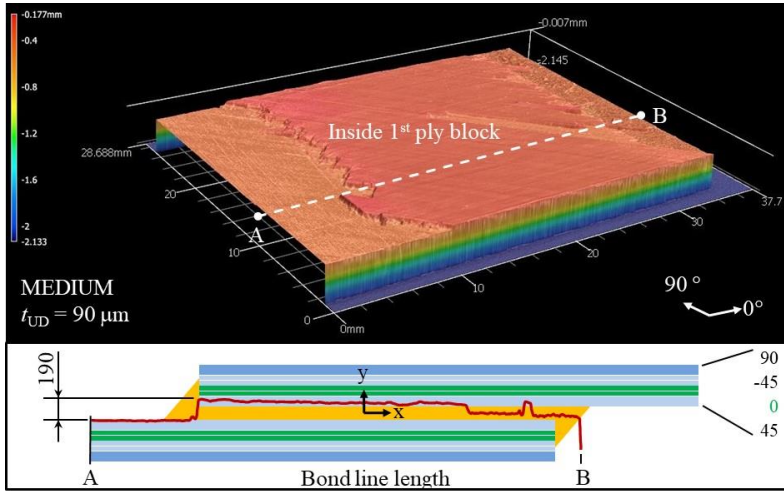 -0.177mm
-0.4
-0.8
-1.2
-1.6
-2
-2.133
-0.007mm
-2.145
Inside 1st ply block
B
28.688mm
20
A
10
0
0mm
10
20
30
37.7
MEDIUM
tUD = 90 μm
90 °
0°
190
y
x
90
-45
0
45
A
Bond line length
B